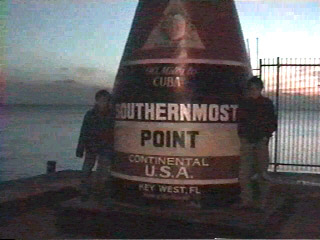 CUBA
SOUTHERNMOST
POINT
CONTINENTAL
U.S.A.
KEY WEST, FL